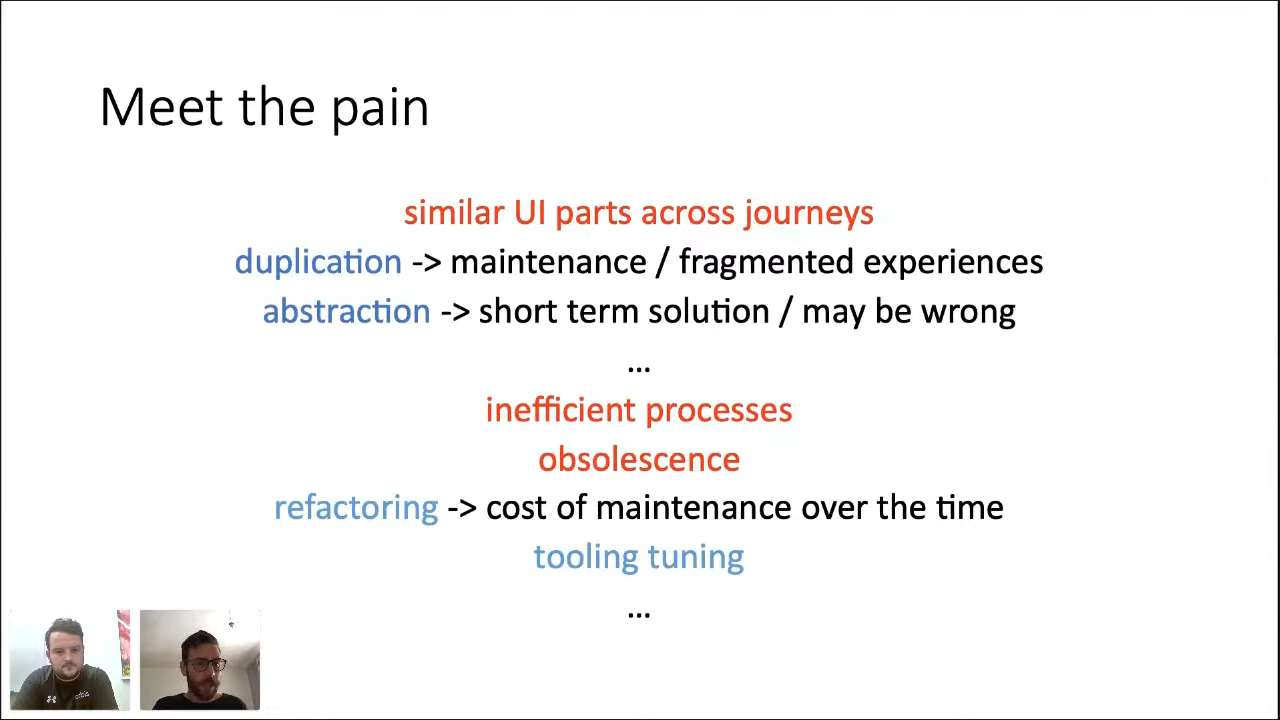 Meet the pain
similar UI parts across journeys
duplication -> maintenance / fragmented experiences
abstraction -> short term solution / may be wrong
...
inefficient processes
obsolescence
refactoring -> cost of maintenance over the time
tooling tuning
...